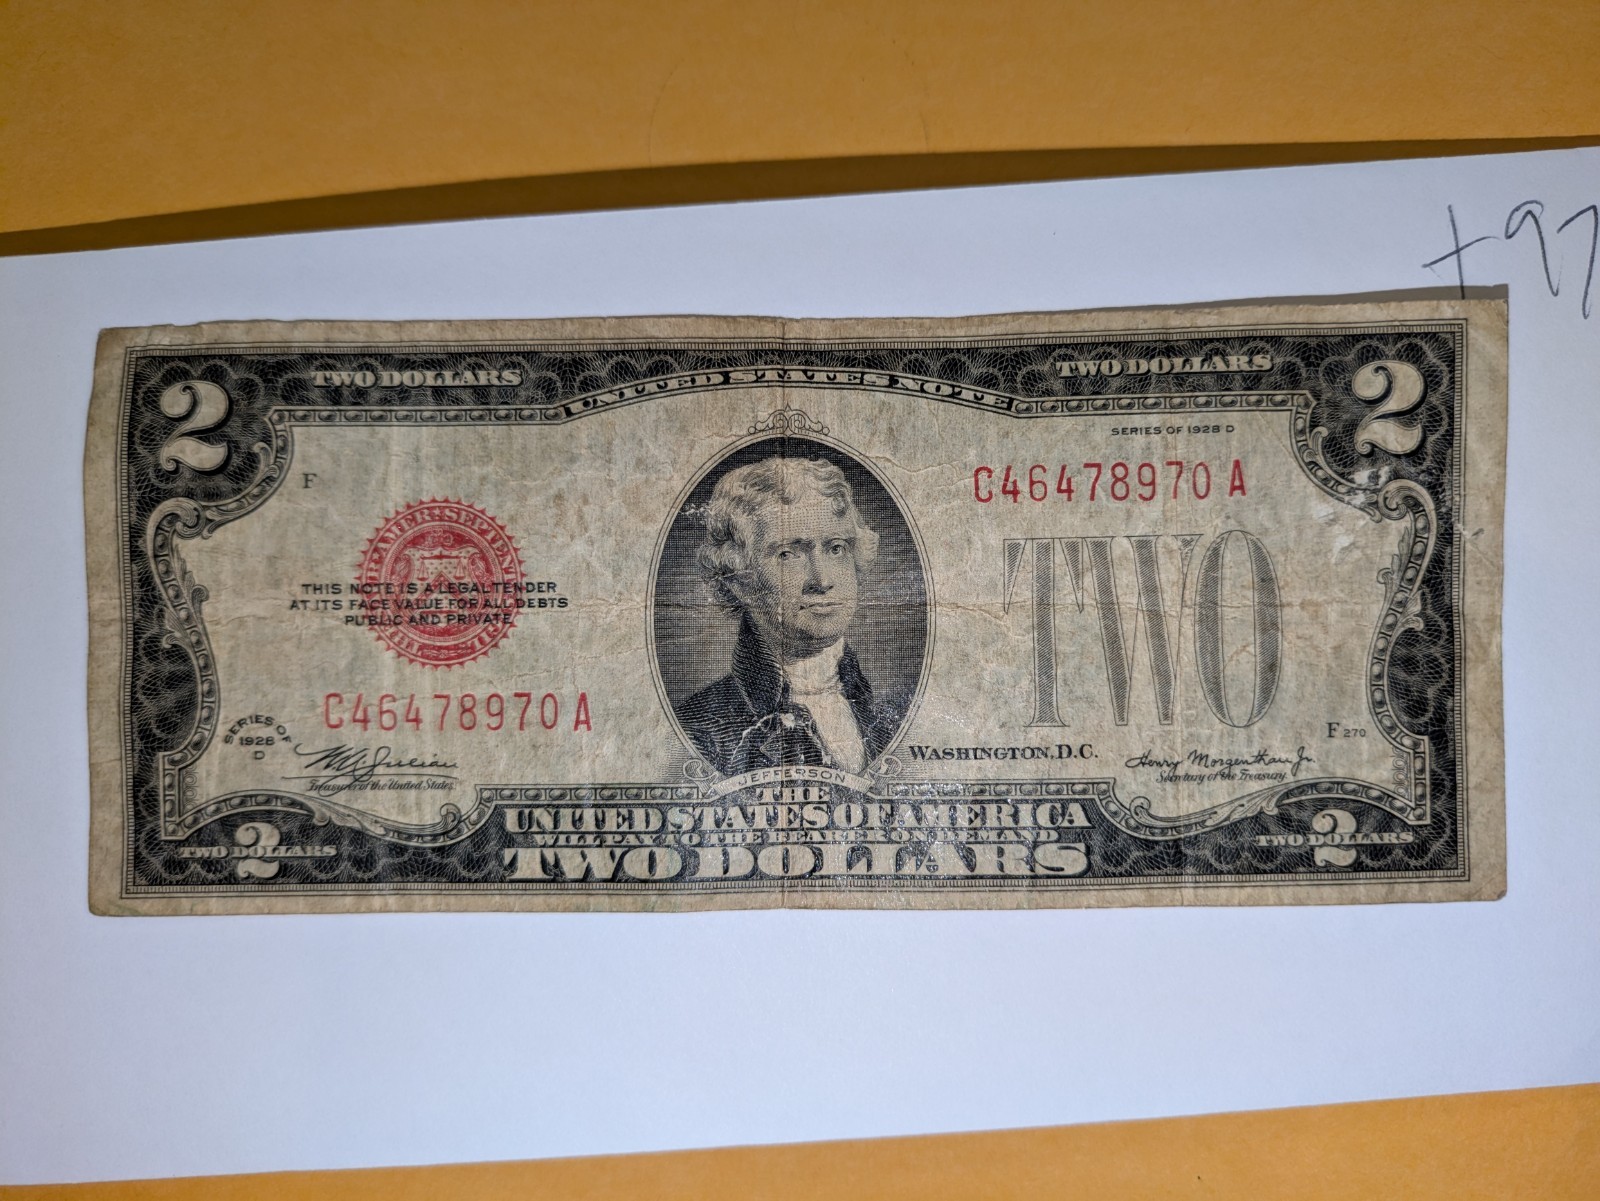 +97
TWO DOLLARS
TWO DOLLARS
2
2
UNITED STATES NOTE
SERIES OF 1928 D
F
C46478970 A
THIS NOTE IS A LEGAL TENDER
AT ITS FACE VALUE FOR ALL DEBTS
PUBLIC AND PRIVATE
TWO
C46478970 A
SERIES OF
1928
D
Treasurer of the United States.
WASHINGTON, D.C.
F 270
Henry Morgenthau Jr.
Secretary of the Treasury.
JEFFERSON
THE
UNITED STATES OF AMERICA
WILL PAY TO THE BEARER ON DEMAND
TWO DOLLARS
2
TWO DOLLARS
2
TWO DOLLARS